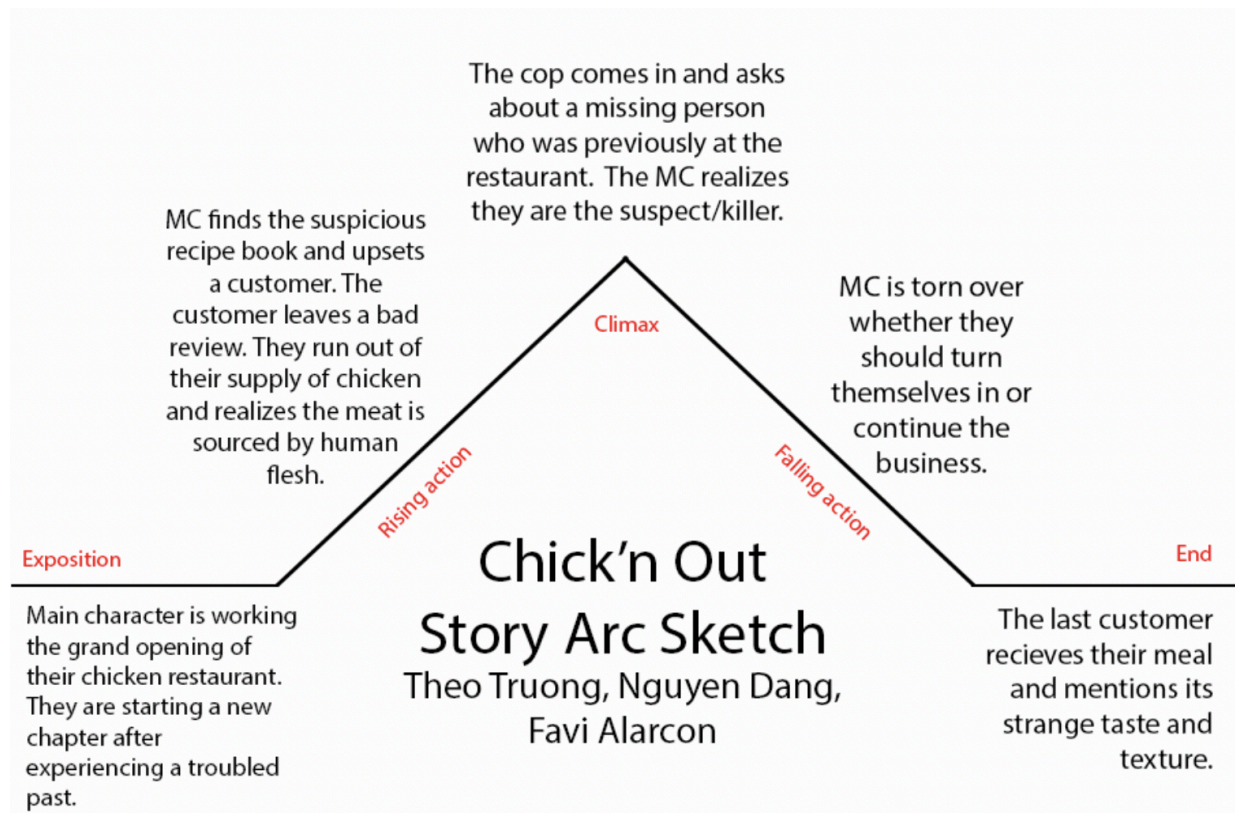 The cop comes in and asks
about a missing person
who was previously at the
restaurant. The MC realizes
they are the suspect/killer.
MC finds the suspicious
recipe book and upsets
a customer. The
customer leaves a bad
review. They run out of
their supply of chicken
and realizes the meat is
sourced by human
flesh.
Climax
MC is torn over
whether they
should turn
themselves in or
continue the
business.
Rising action
Falling action
Exposition
End
Chick’n Out
Story Arc Sketch
Theo Truong, Nguyen Dang,
Favi Alarcon
Main character is working
the grand opening of
their chicken restaurant.
They are starting a new
chapter after
experiencing a troubled
past.
The last customer
recieves their meal
and mentions its
strange taste and
texture.